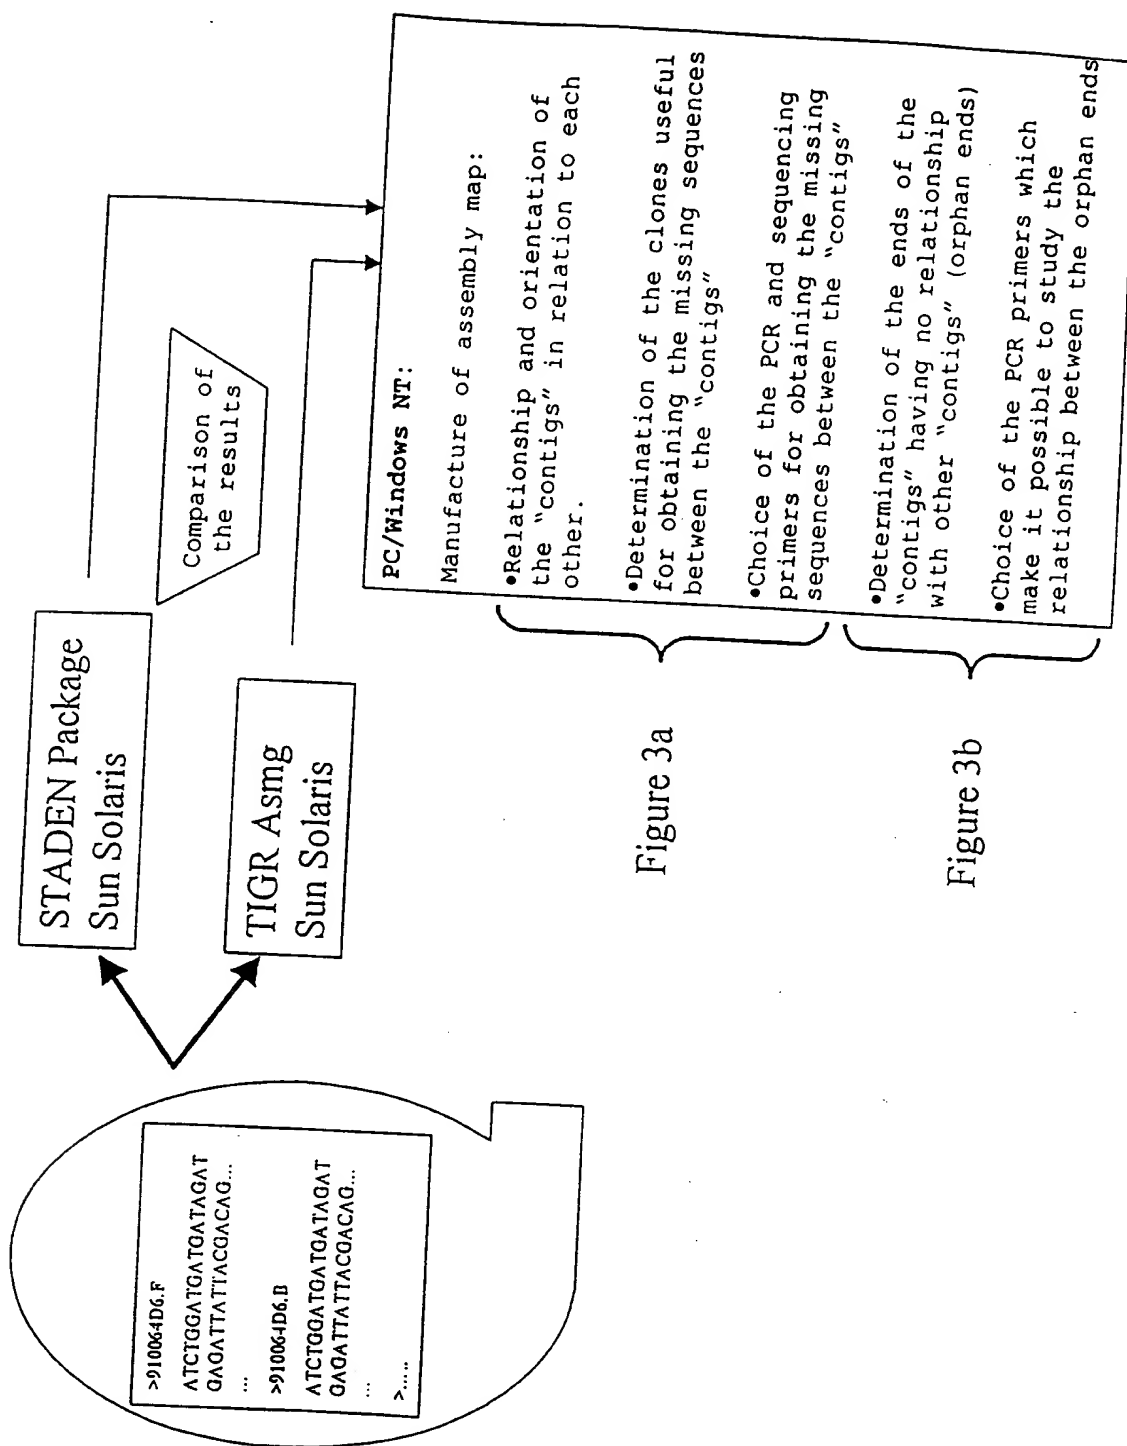 >910064D6.F
ATCTGGATGATGATAGAT
GAGATTATTACGACAG...
...
>910064D6.B
ATCTGGATGATGATAGAT
GAGATTATTACGACAG...
...
>.....
STADEN Package
Sun Solaris
TIGR Asmg
Sun Solaris
Comparison of
the results
PC/Windows NT:
Manufacture of assembly map:
•Relationship and orientation of
the "contigs" in relation to each
other.
•Determination of the clones useful
for obtaining the missing sequences
between the "contigs"
•Choice of the PCR and sequencing
primers for obtaining the missing
sequences between the "contigs"
•Determination of the ends of the
"contigs" having no relationship
with other "contigs" (orphan ends)
•Choice of the PCR primers which
make it possible to study the
relationship between the orphan ends
Figure 3a
Figure 3b